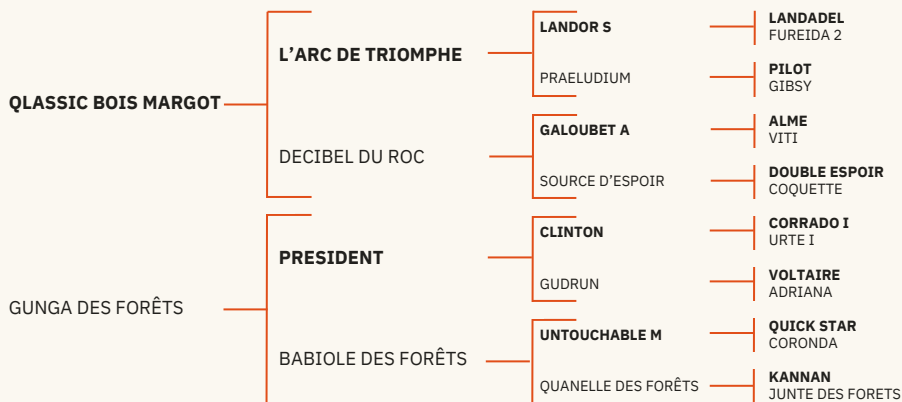 QLASSIC BOIS MARGOT
GUNGA DES FORÊTS
L'ARC DE TRIOMPHE
DECIBEL DU ROC
PRESIDENT
BABIOLE DES FORÊTS
LANDOR S
PRAELUDIUM
GALOUBET A
SOURCE D'ESPOIR
CLINTON
GUDRUN
UNTOUCHABLE M
QUANELLE DES FORÊTS
LANDADEL
FUREIDA 2
PILOT
GIBSY
ALME
VITI
DOUBLE ESPOIR
COQUETTE
CORRADO I
URTE I
VOLTAIRE
ADRIANA
QUICK STAR
CORONDA
KANNAN
JUNTE DES FORETS